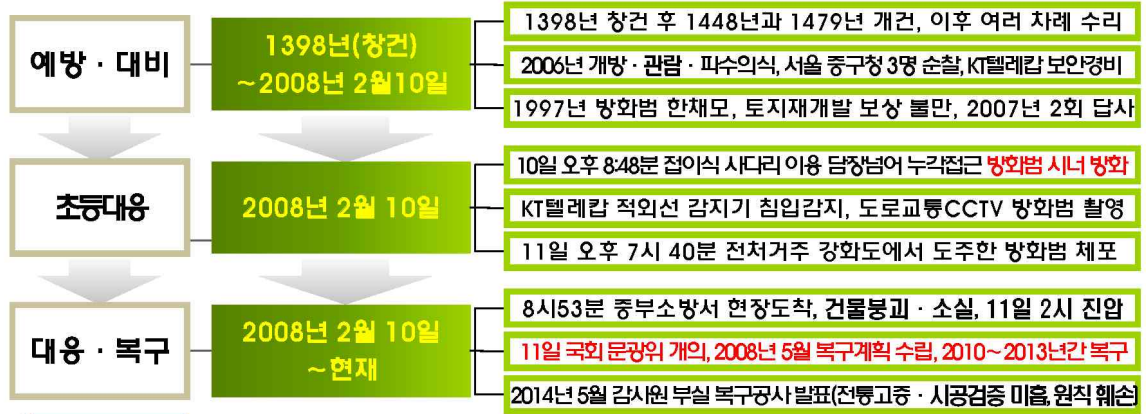 예방 · 대비
1398년(창건)
~2008년 2월10일
1398년 창건 후 1448년과 1479년 개건, 이후 여러 차례 수리
2006년 개방 · 관람 · 파수의식, 서울 중구청 3명 순찰, KT텔레캅 보안경비
1997년 방화범 한채모, 토지재개발 보상 불만, 2007년 2회 답사
초등대응
2008년 2월 10일
10일 오후 8:48분 접이식 사다리 이용 담장넘어 누각접근 방화범 시너 방화
KT텔레캅 적외선 감지기 침입감지, 도로교통CCTV 방화범 촬영
11일 오후 7시 40분 전처거주 강화도에서 도주한 방화범 체포
대응 · 복구
2008년 2월 10일
~현재
8시53분 중부소방서 현장도착, 건물붕괴 · 소실, 11일 2시 진압
11일 국회 문광위 개의, 2008년 5월 복구계획 수립, 2010~2013년간 복구
2014년 5월 감사원 부실 복구공사 발표(전통고증 · 시공검증 미흡, 원칙 훼손)